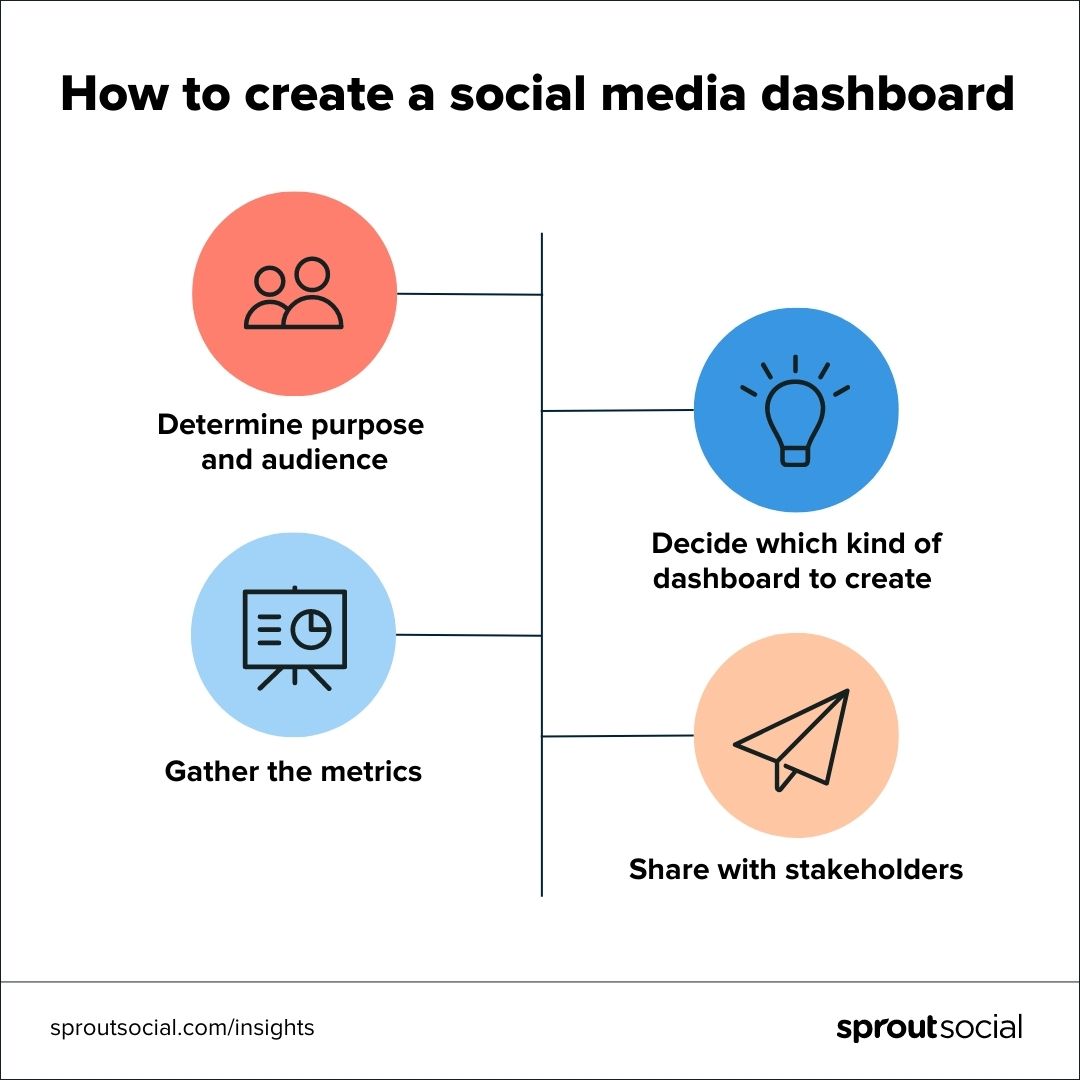 How to create a social media dashboard
Determine purpose
and audience
Decide which kind of
dashboard to create
Gather the metrics
Share with stakeholders
sproutsocial.com/insights
sproutsocial